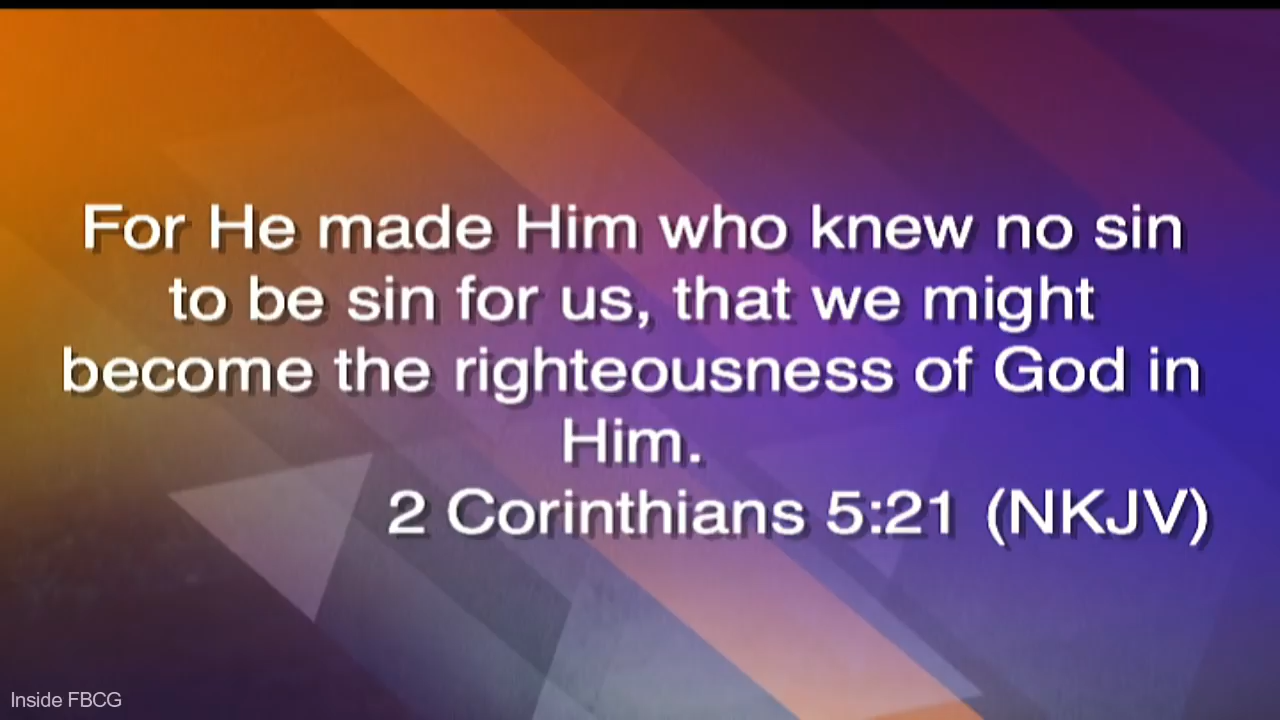 For He made Him who knew no sin
to be sin for us, that we might
become the righteousness of God in
Him.
2 Corinthians 5:21 (NKJV)
Inside FBCG